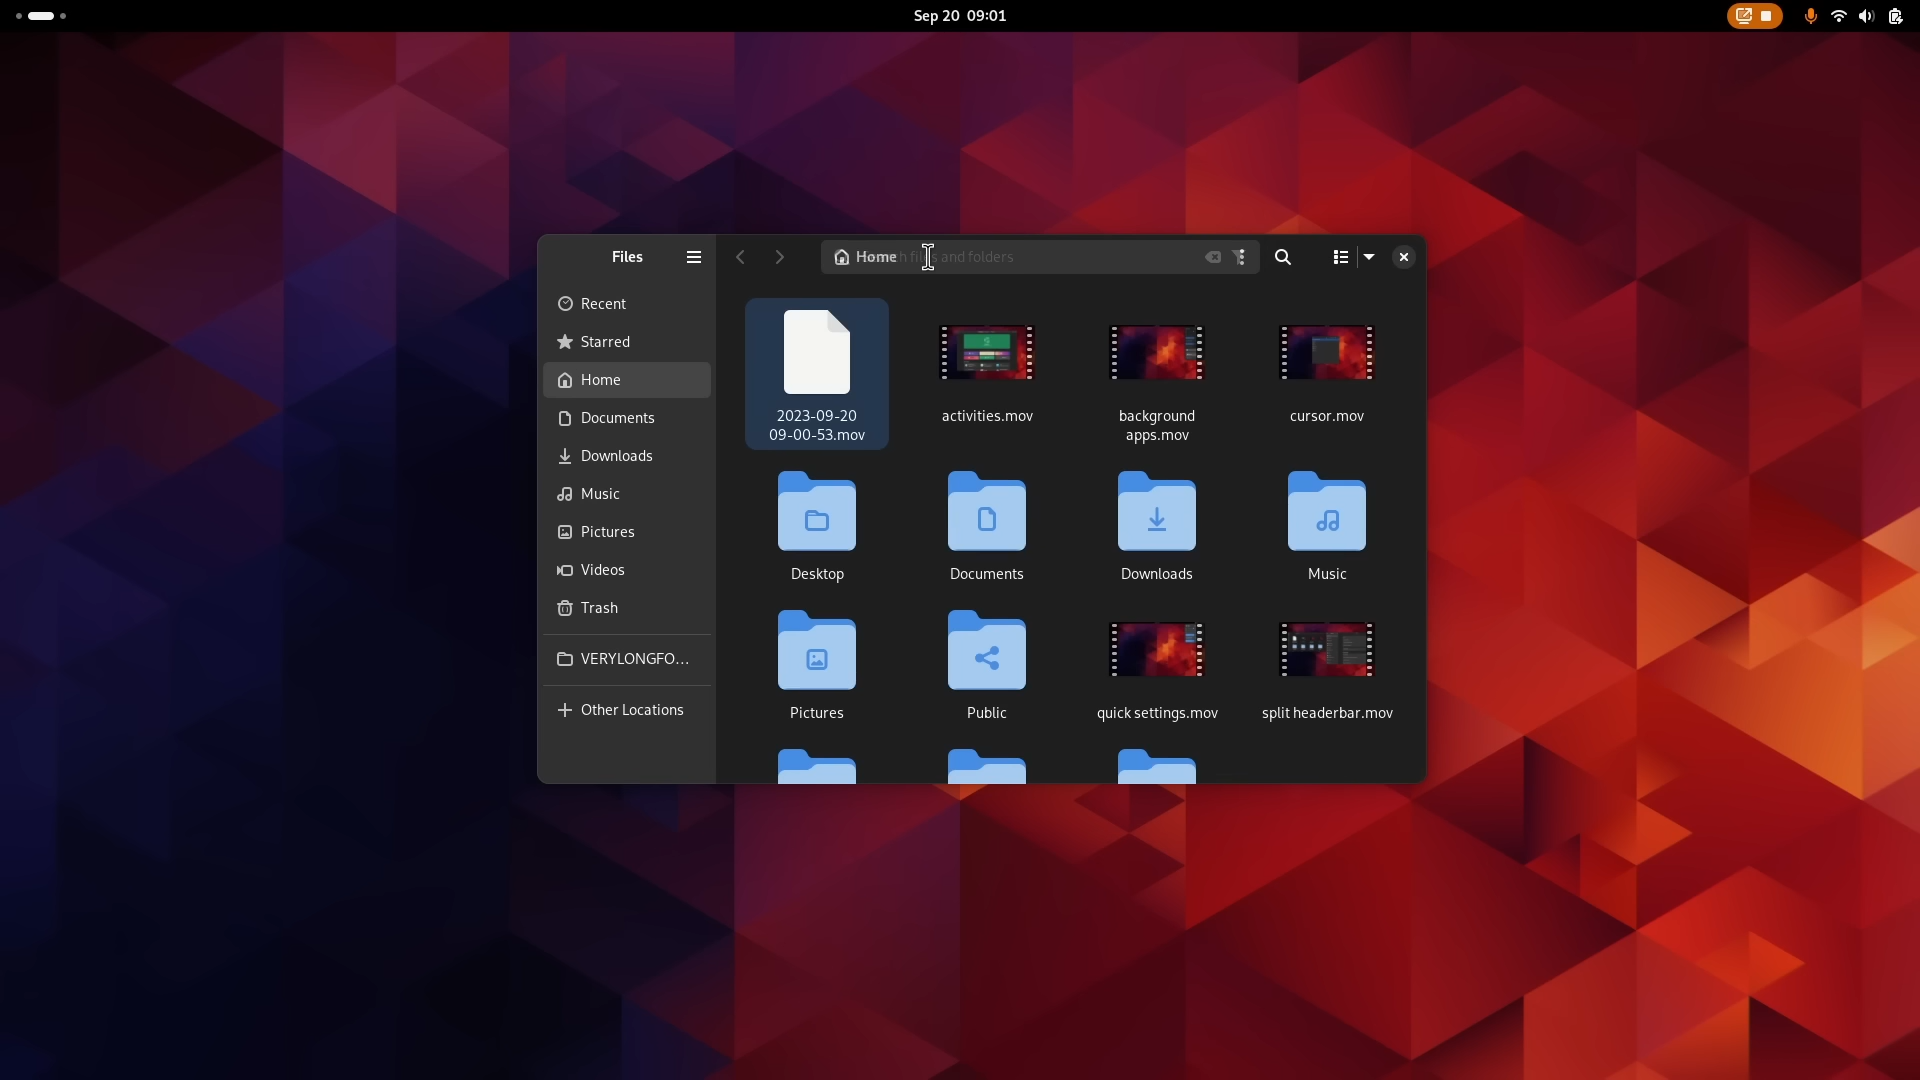 Sep 20 09:01
Files
Home
files and folders
Recent
Starred
Home
Documents
Downloads
Music
Pictures
Videos
Trash
VERYLONGFO…
Other Locations
2023-09-20
09-00-53.mov
activities.mov
background
apps.mov
cursor.mov
Desktop
Documents
Downloads
Music
Pictures
Public
quick settings.mov
split headerbar.mov